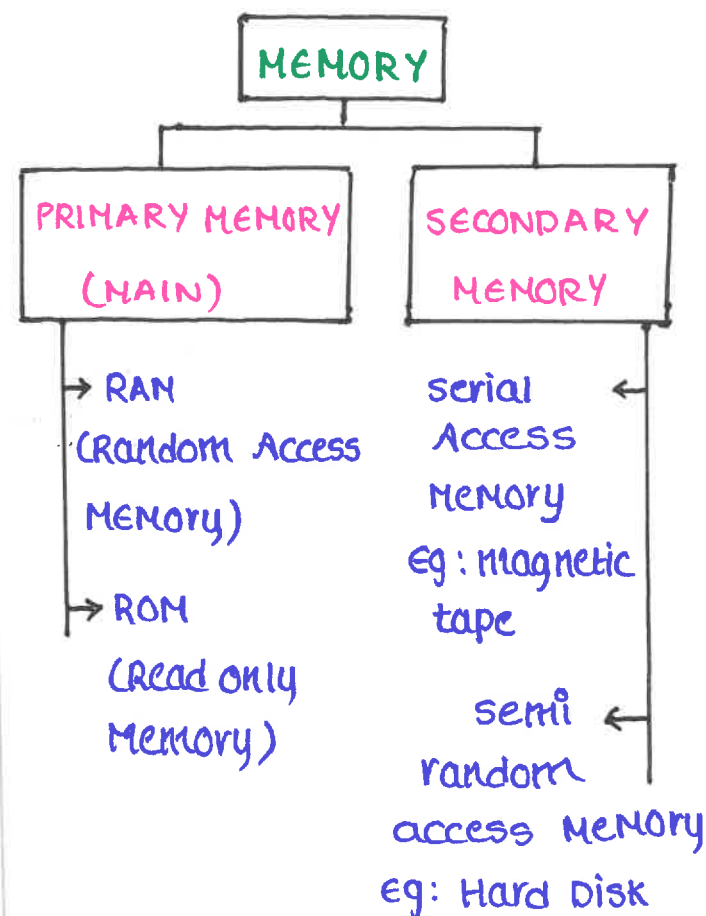 MEMORY
PRIMARY MEMORY
(MAIN)
SECONDARY
MEMORY
RAM
(Random Access
Memory)
ROM
(Read only
Memory)
serial
Access
Memory
Eg: magnetic
tape
semi
random
access Memory
Eg: Hard Disk